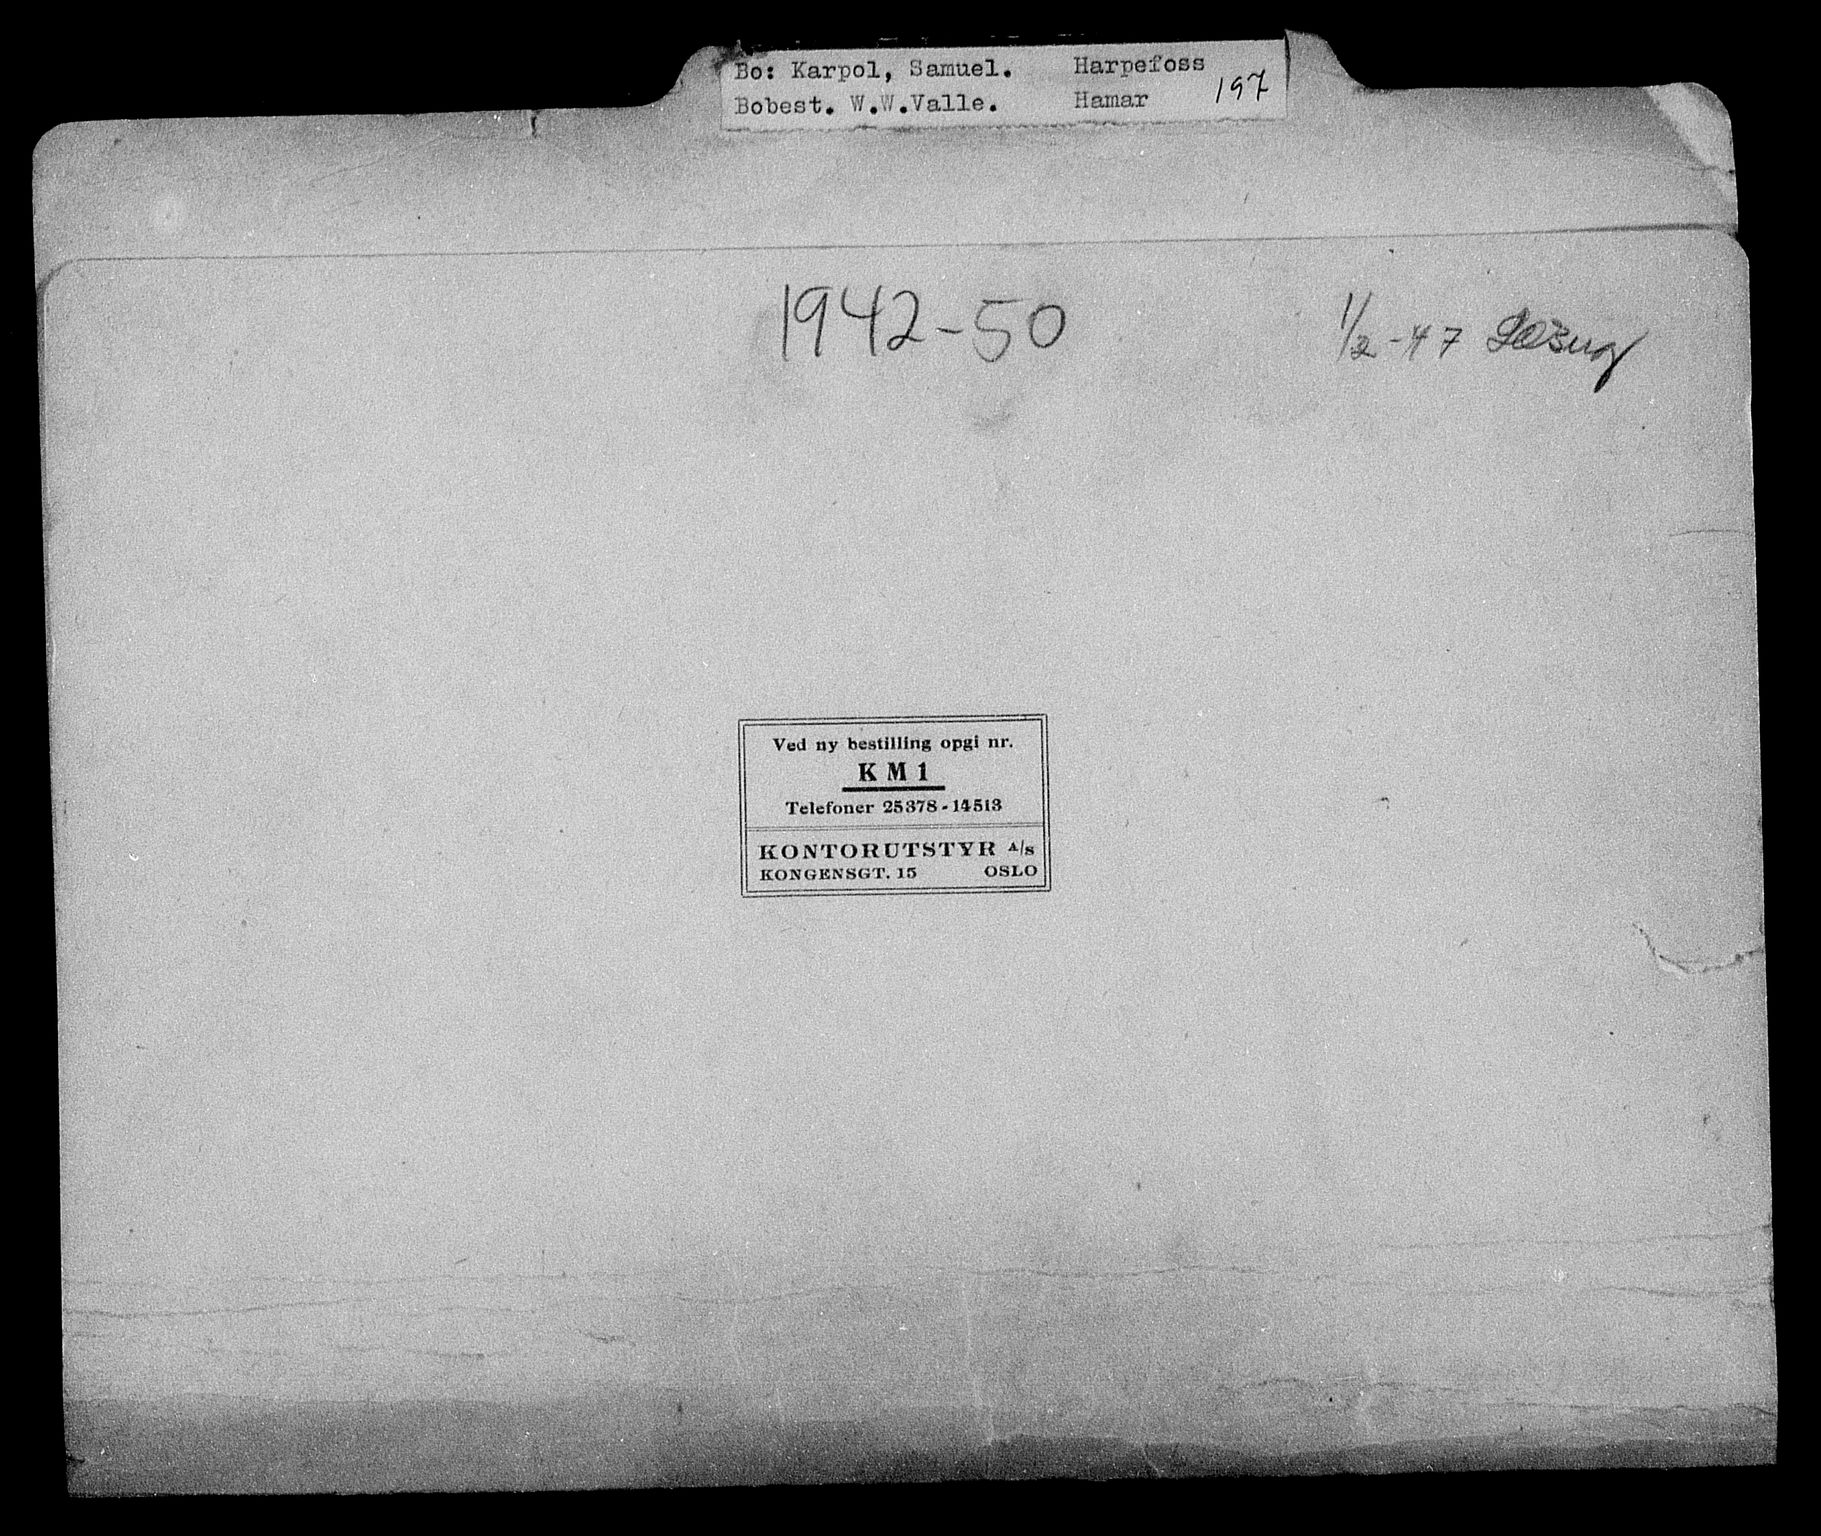 Bo: Karpol, Samuel. Harpefoss
Bobest. W.W.Valle. Hamar 197
1942-50
1/2-47
Ved ny bestilling opgi nr.
KM1
Telefoner 25378-14513
KONTORUTSTYR A/s
KONGENSGT. 15 OSLO